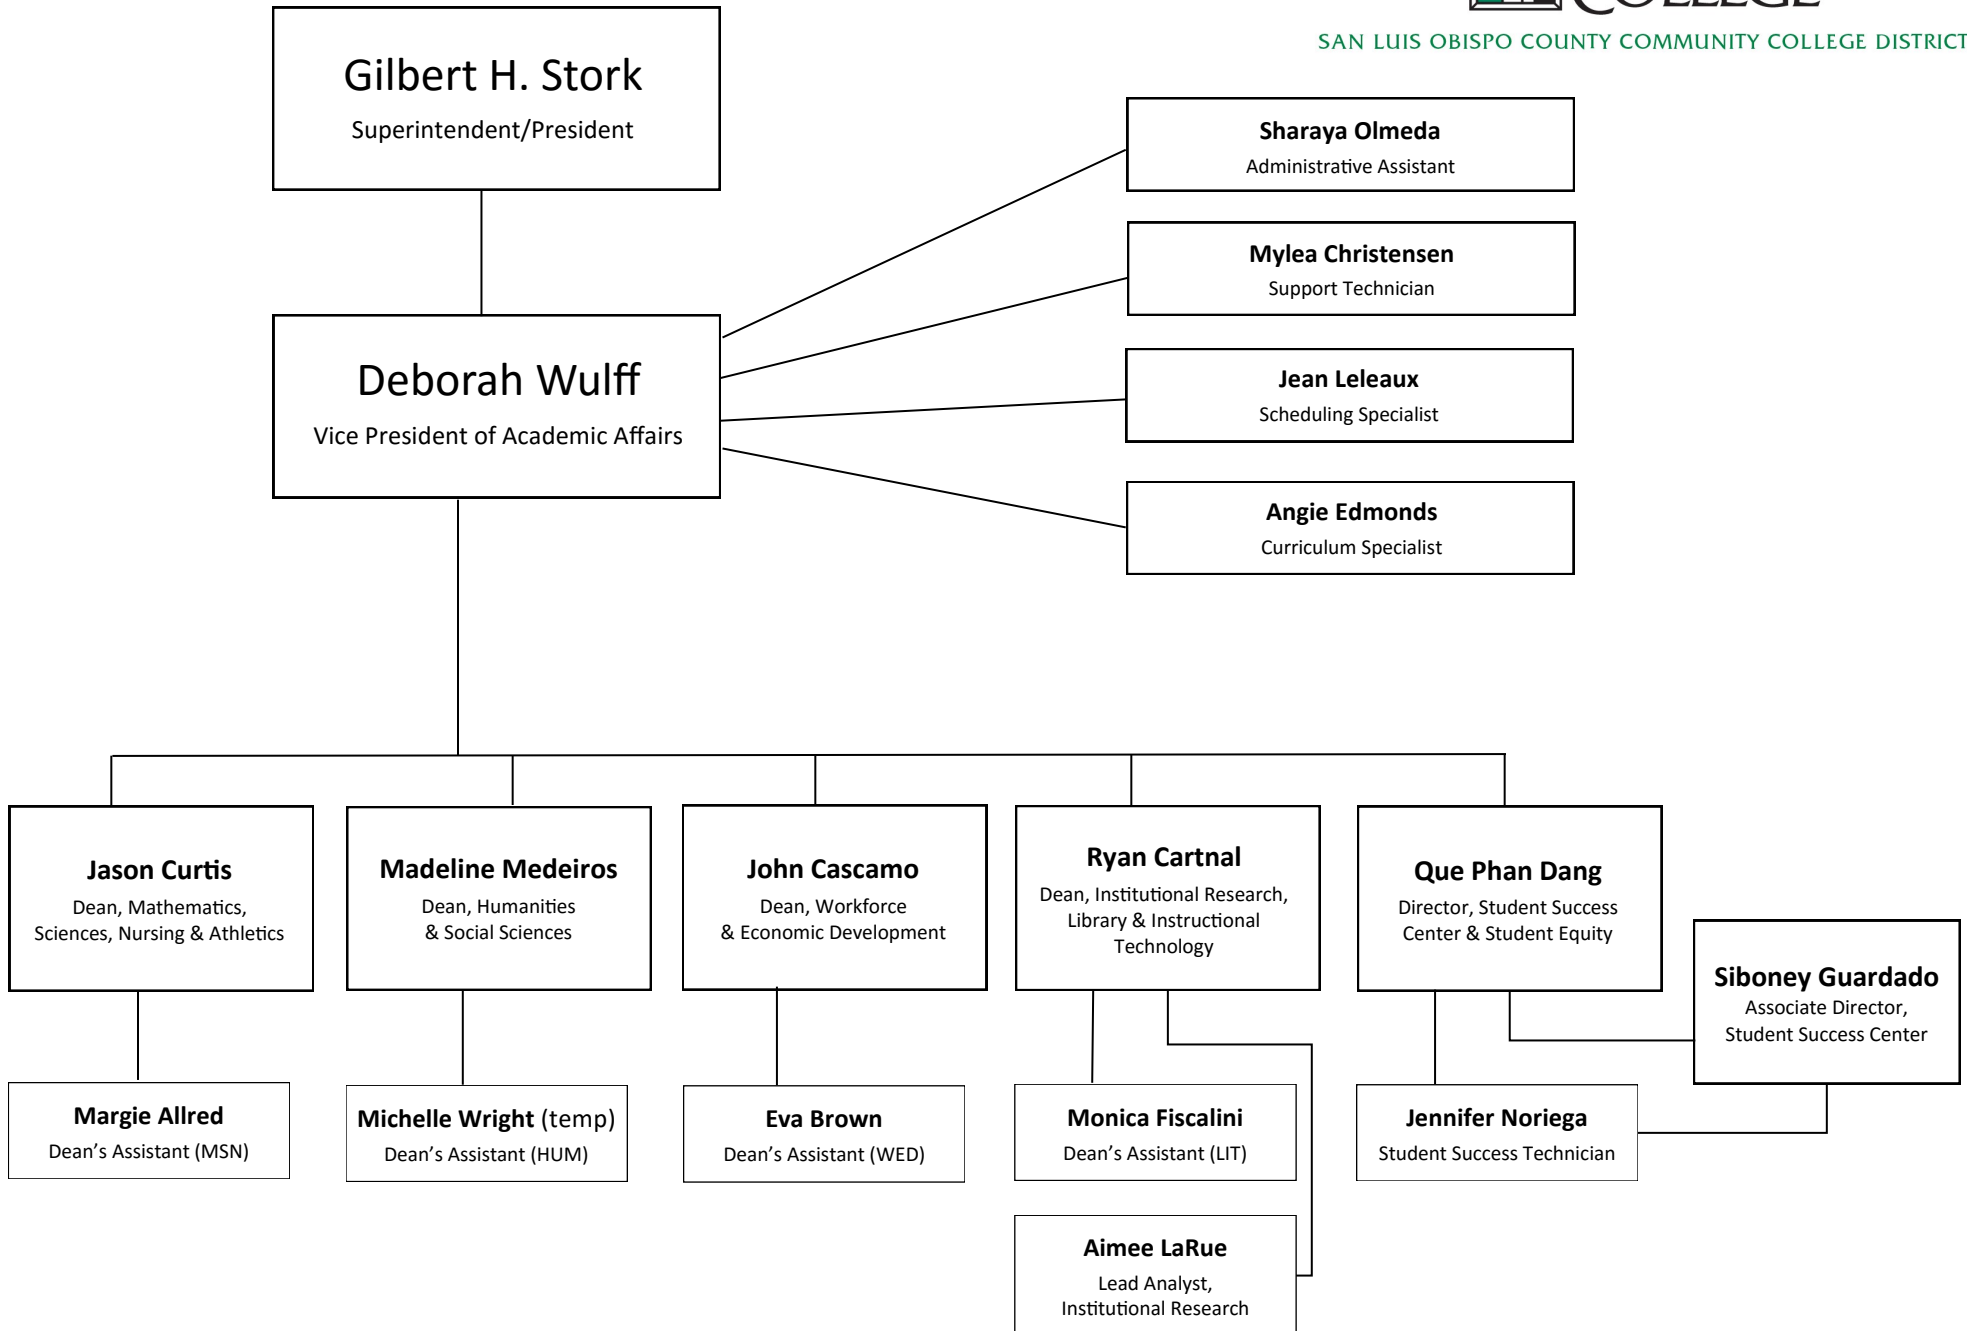 COLLEGE
SAN LUIS OBISPO COUNTY COMMUNITY COLLEGE DISTRICT
Gilbert H. Stork
Superintendent/President
Sharaya Olmeda
Administrative Assistant
Mylea Christensen
Support Technician
Deborah Wulff
Vice President of Academic Affairs
Jean Leleaux
Scheduling Specialist
Angie Edmonds
Curriculum Specialist
Jason Curtis
Dean, Mathematics,
Sciences, Nursing & Athletics
Madeline Medeiros
Dean, Humanities
& Social Sciences
John Cascamo
Dean, Workforce
& Economic Development
Ryan Cartnal
Dean, Institutional Research,
Library & Instructional
Technology
Que Phan Dang
Director, Student Success
Center & Student Equity
Siboney Guardado
Associate Director,
Student Success Center
Margie Allred
Dean’s Assistant (MSN)
Michelle Wright (temp)
Dean’s Assistant (HUM)
Eva Brown
Dean’s Assistant (WED)
Monica Fiscalini
Dean’s Assistant (LIT)
Jennifer Noriega
Student Success Technician
Aimee LaRue
Lead Analyst,
Institutional Research